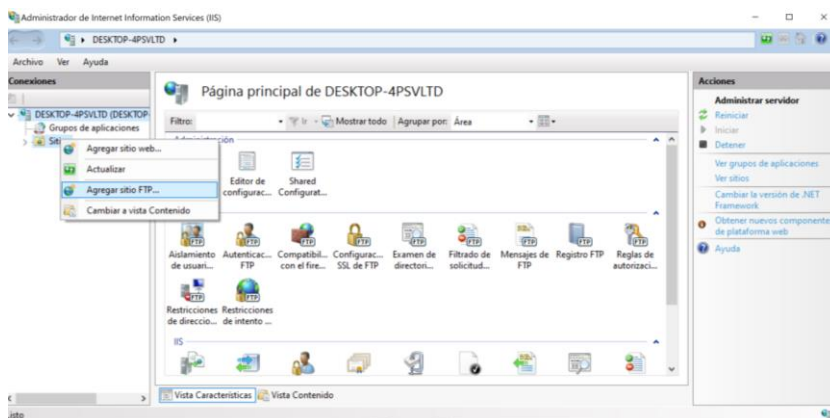 Administrador de Internet Information Services (IIS)
DESKTOP-4PSVLTD
Archivo Ver Ayuda
Conexiones
DESKTOP-4PSVLTD (DESKTOP-
Grupos de aplicaciones
Agregar sitio web...
Actualizar
Agregar sitio FTP...
Cambiar a vista Contenido
Página principal de DESKTOP-4PSVLTD
Filtro: Ir Mostrar todo Agrupar por: Área
Editor de configurac...
Shared Configurat...
Aislamiento de usuari...
Autenticac... FTP
Compatibil... con el fire...
Configurac... SSL de FTP
Examen de directori...
Filtrado de solicitud...
Mensajes de FTP
Registro FTP
Reglas de autorizaci...
Restricciones de direccio...
Restricciones de intento ...
IIS
Vista Características Vista Contenido
Acciones
Administrar servidor
Reiniciar
Iniciar
Detener
Ver grupos de aplicaciones
Ver sitios
Cambiar la versión de .NET
Framework
Obtener nuevos componente
de plataforma web
Ayuda